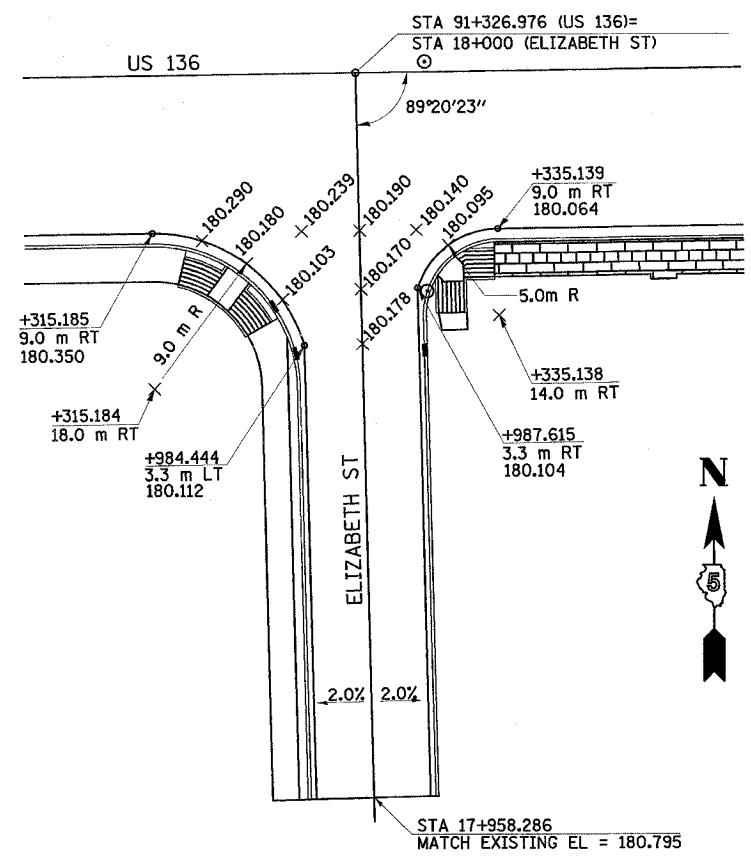 STA 91+326.976 (US 136)=
STA 18+000 (ELIZABETH ST)
US 136
89°20'23"
+335.139
9.0 m RT
180.064
180.290
180.180
180.239
180.190
180.140
180.095
180.103
180.170
180.178
5.0m R
+315.185
9.0 m RT
180.350
9.0 m R
+315.184
18.0 m RT
+335.138
14.0 m RT
+984.444
3.3 m LT
180.112
+987.615
3.3 m RT
180.104
ELIZABETH ST
N
5
2.0% 2.0%
STA 17+958.286
MATCH EXISTING EL = 180.795